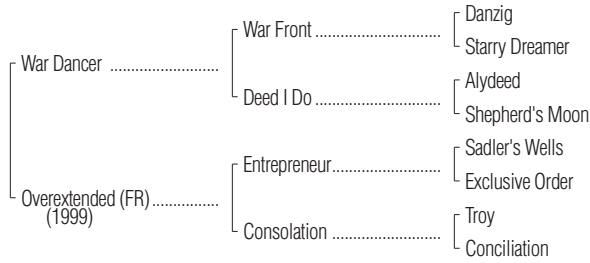 Danzig
War Front
Starry Dreamer
War Dancer
Alydeed
Deed I Do
Shepherd's Moon
Sadler's Wells
Entrepreneur
Exclusive Order
Overextended (FR)
(1999)
Troy
Consolation
Conciliation